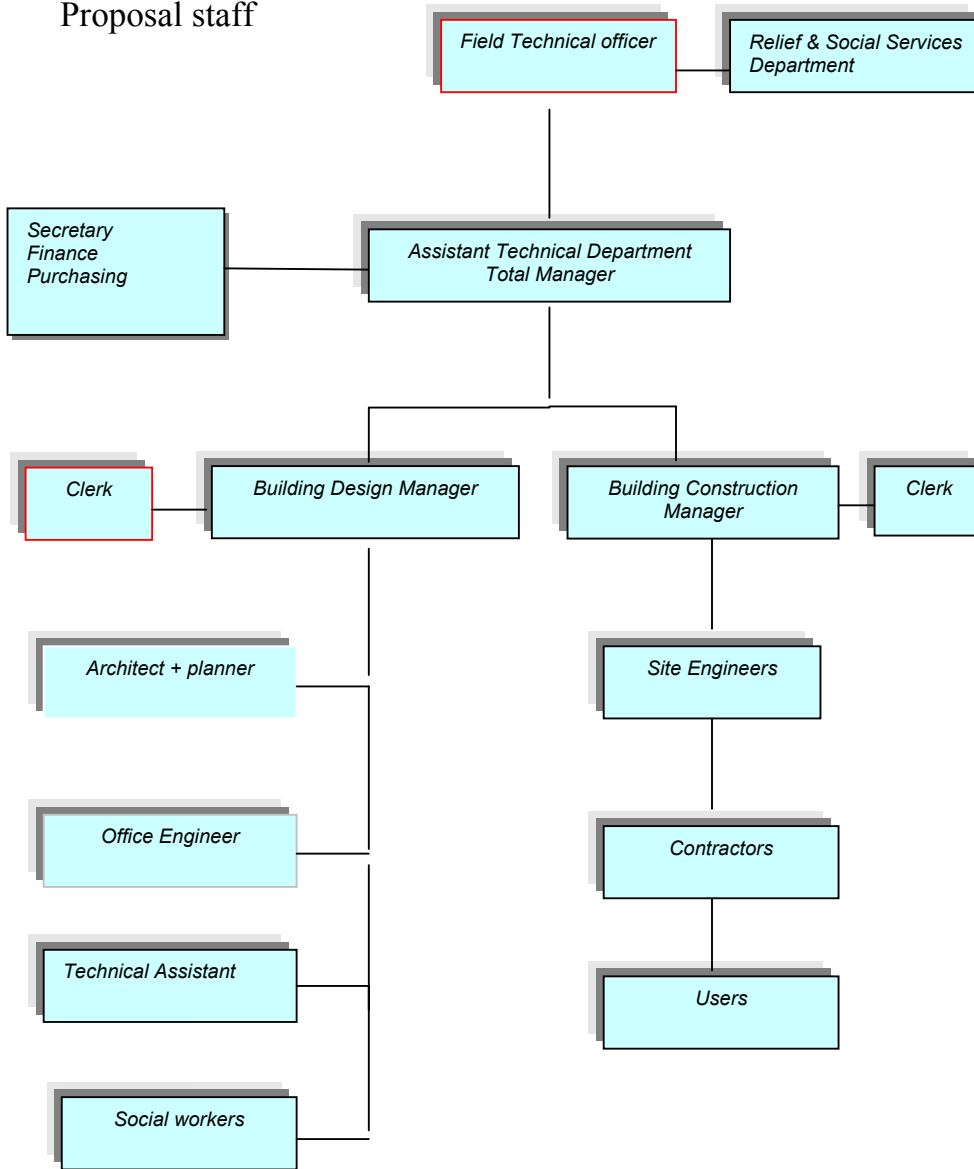 Proposal staff
Field Technical officer
Relief & Social Services
Department
Secretary
Finance
Purchasing
Assistant Technical Department
Total Manager
Clerk
Building Design Manager
Building Construction
Manager
Clerk
Architect + planner
Site Engineers
Office Engineer
Contractors
Technical Assistant
Users
Social workers